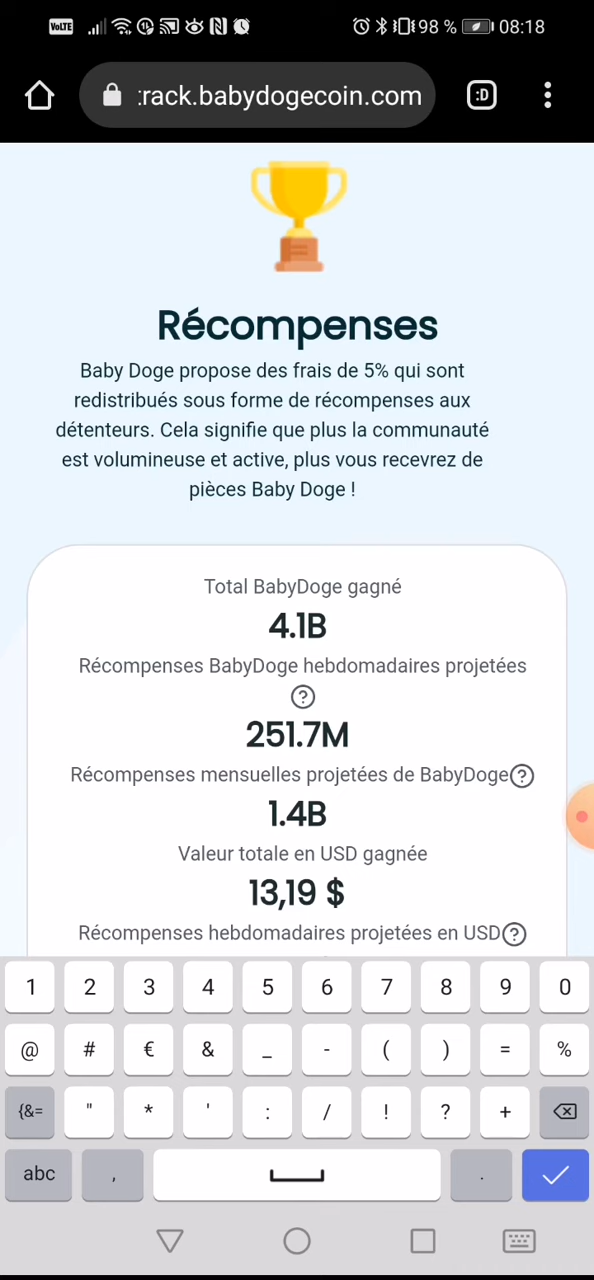 VoLTE 98 % 08:18
:rack.babydogecoin.com :D
Récompenses
Baby Doge propose des frais de 5% qui sont
redistribués sous forme de récompenses aux
détenteurs. Cela signifie que plus la communauté
est volumineuse et active, plus vous recevrez de
pièces Baby Doge !
Total BabyDoge gagné
4.1B
Récompenses BabyDoge hebdomadaires projetées
?
251.7M
Récompenses mensuelles projetées de BabyDoge?
1.4B
Valeur totale en USD gagnée
13,19 $
Récompenses hebdomadaires projetées en USD?
1 2 3 4 5 6 7 8 9 0
@ # € & _ - ( ) = %
{&= " * ' : / ! ? +
abc , .